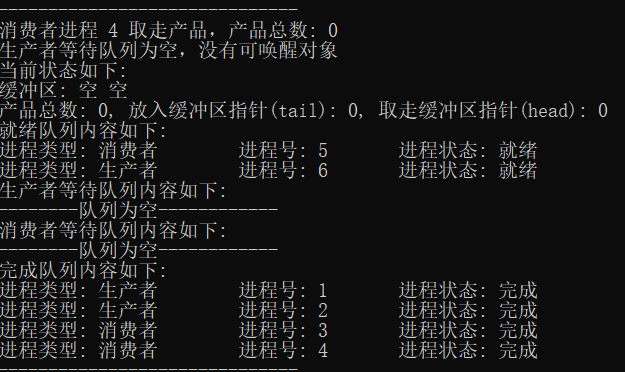 ------------------------------
消费者进程 4 取走产品，产品总数: 0
生产者等待队列为空，没有可唤醒对象
当前状态如下:
缓冲区: 空 空
产品总数: 0, 放入缓冲区指针(tail): 0, 取走缓冲区指针(head): 0
就绪队列内容如下:
进程类型: 消费者 进程号: 5 进程状态: 就绪
进程类型: 生产者 进程号: 6 进程状态: 就绪
生产者等待队列内容如下:
--------队列为空------------
消费者等待队列内容如下:
--------队列为空------------
完成队列内容如下:
进程类型: 生产者 进程号: 1 进程状态: 完成
进程类型: 生产者 进程号: 2 进程状态: 完成
进程类型: 消费者 进程号: 3 进程状态: 完成
进程类型: 消费者 进程号: 4 进程状态: 完成
------------------------------